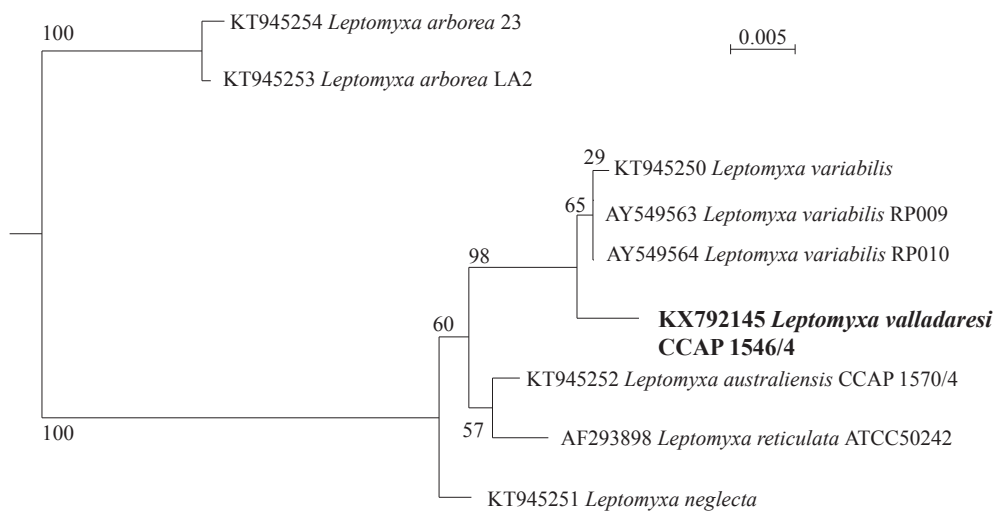 KT945254 Leptomyxa arborea 23
100
0.005
KT945253 Leptomyxa arborea LA2
29
KT945250 Leptomyxa variabilis
65
AY549563 Leptomyxa variabilis RP009
AY549564 Leptomyxa variabilis RP010
98
KX792145 Leptomyxa valladaresi
CCAP 1546/4
60
KT945252 Leptomyxa australiensis CCAP 1570/4
57
AF293898 Leptomyxa reticulata ATCC50242
100
KT945251 Leptomyxa neglecta